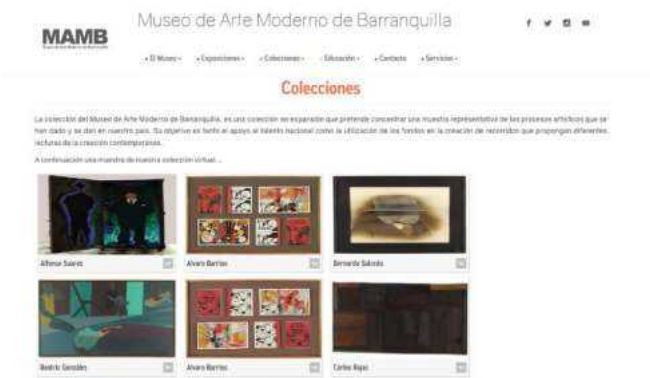 Museo de Arte Moderno de Barranquilla
MAMB
El Museo
Exposiciones
Colecciones
Educación
Contacto
Servicios
Colecciones
La colección del Museo de Arte Moderno de Barranquilla, es una colección en expansión que pretende concentrar una muestra representativa de los procesos artísticos que se
han dado y se dan en nuestro país. Su objetivo es tanto el apoyo al talento nacional como la utilización de los fondos en la creación de recorridos que propongan diferentes
lecturas de la creación contemporánea.
A continuación una muestra de nuestra colección virtual...
Alfonso Suarez
Alvaro Barrios
Bernardo Salcedo
Beatriz González
Alvaro Barrios
Carlos Rojas